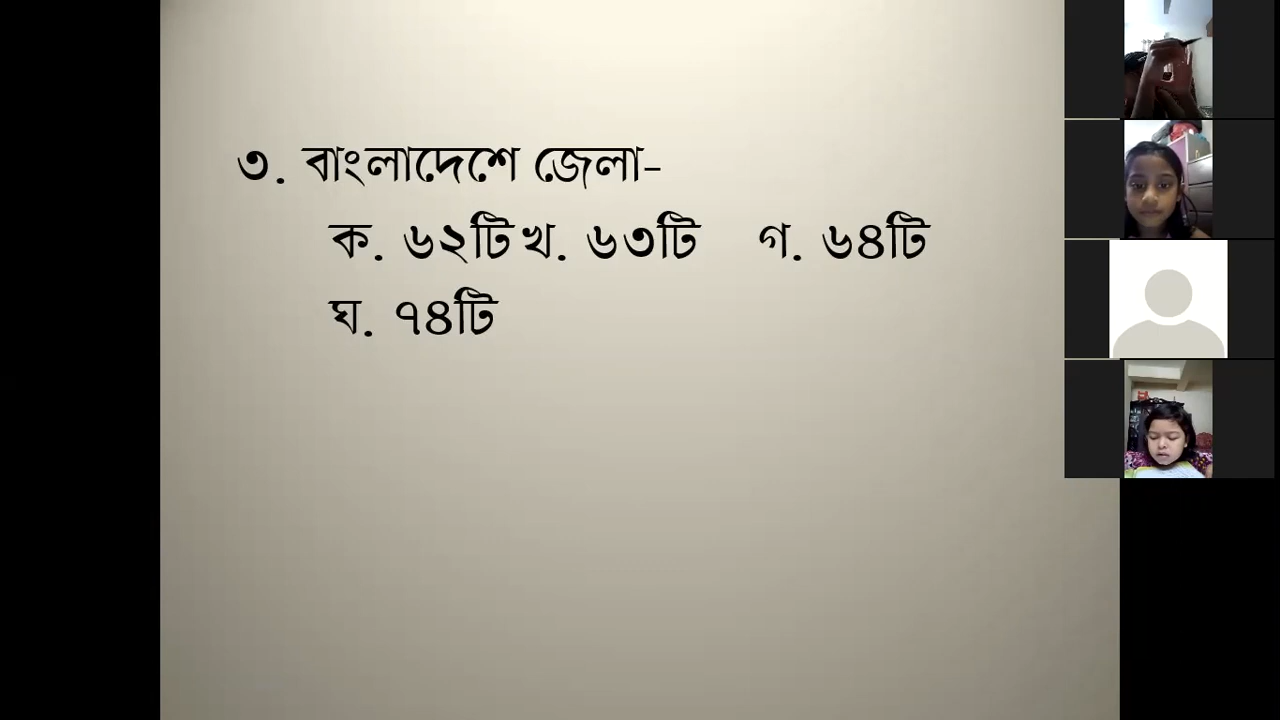 ৩. বাংলাদেশে জেলা-
ক. ৬২টি খ. ৬৩টি গ. ৬৪টি
ঘ. ৭৪টি